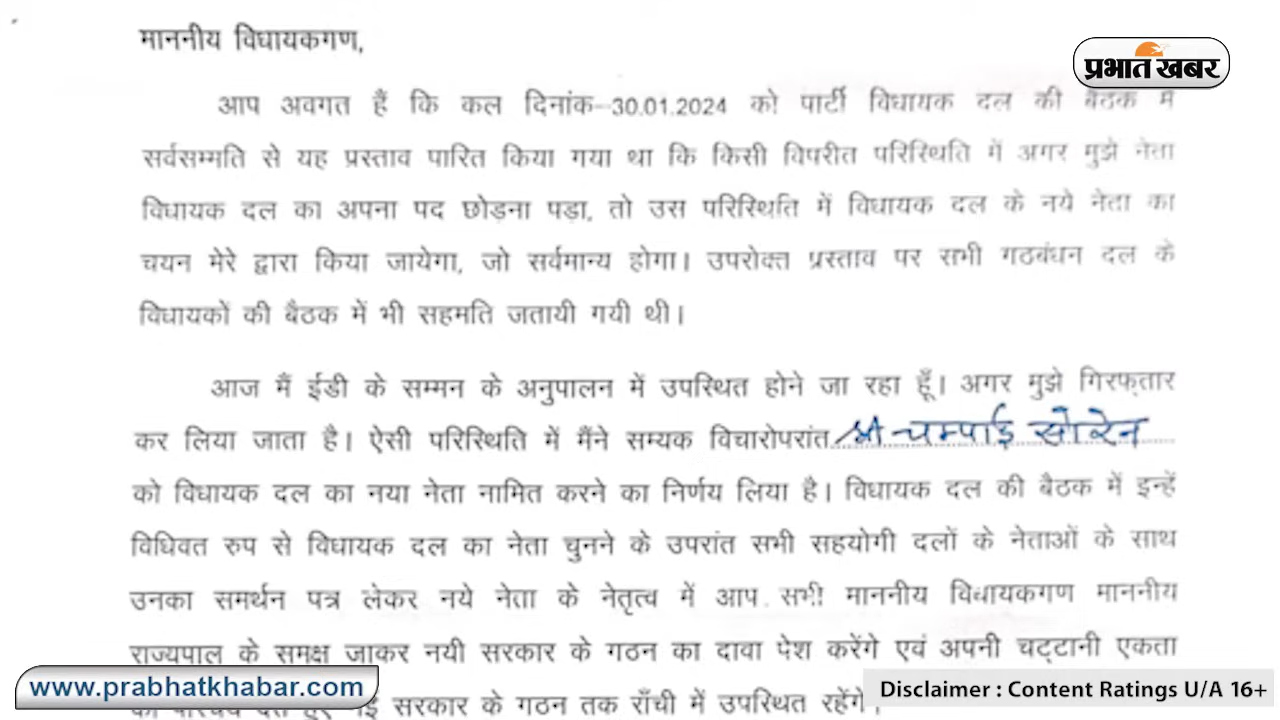 माननीय विधायकगण,
प्रभात खबर
आप अवगत हैं कि कल दिनांक–30.01.2024 को पार्टी विधायक दल की बैठक में
सर्वसम्मति से यह प्रस्ताव पारित किया गया था कि किसी विपरीत परिस्थिति में अगर मुझे नेता
विधायक दल का अपना पद छोड़ना पड़ा, तो उस परिस्थिति में विधायक दल के नये नेता का
चयन मेरे द्वारा किया जायेगा, जो सर्वमान्य होगा। उपरोक्त प्रस्ताव पर सभी गठबंधन दल के
विधायकों की बैठक में भी सहमति जतायी गयी थी।
आज मैं ईडी के सम्मन के अनुपालन में उपस्थित होने जा रहा हूँ। अगर मुझे गिरफ़्तार
कर लिया जाता है। ऐसी परिस्थिति में मैंने सम्यक विचारोपरांत श्री चम्पाई सोरेन
को विधायक दल का नया नेता नामित करने का निर्णय लिया है। विधायक दल की बैठक में इन्हें
विधिवत रुप से विधायक दल का नेता चुनने के उपरांत सभी सहयोगी दलों के नेताओं के साथ
उनका समर्थन पत्र लेकर नये नेता के नेतृत्व में आप सभी माननीय विधायकगण माननीय
राज्यपाल के समक्ष जाकर नयी सरकार के गठन का दावा पेश करेंगे एवं अपनी चट्टानी एकता
सरकार के गठन तक राँची में उपस्थित रहेंगे।
www.prabhatkhabar.com
Disclaimer : Content Ratings U/A 16+